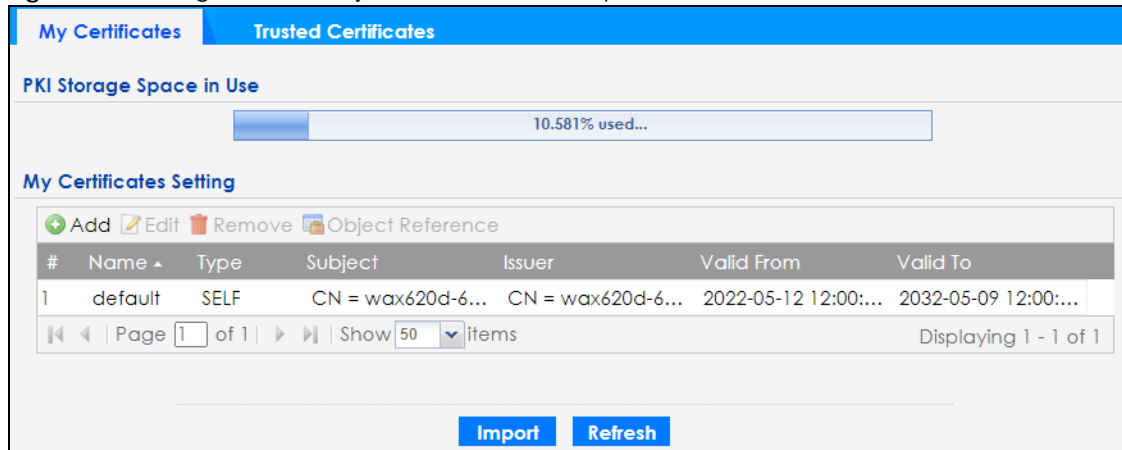 My Certificates Trusted Certificates
PKI Storage Space in Use
10.581% used...
My Certificates Setting
Add Edit Remove Object Reference
# Name Type Subject Issuer Valid From Valid To
1 default SELF CN = wax620d-6... CN = wax620d-6... 2022-05-12 12:00:... 2032-05-09 12:00:...
Page 1 of 1 Show 50 items Displaying 1 - 1 of 1
Import Refresh